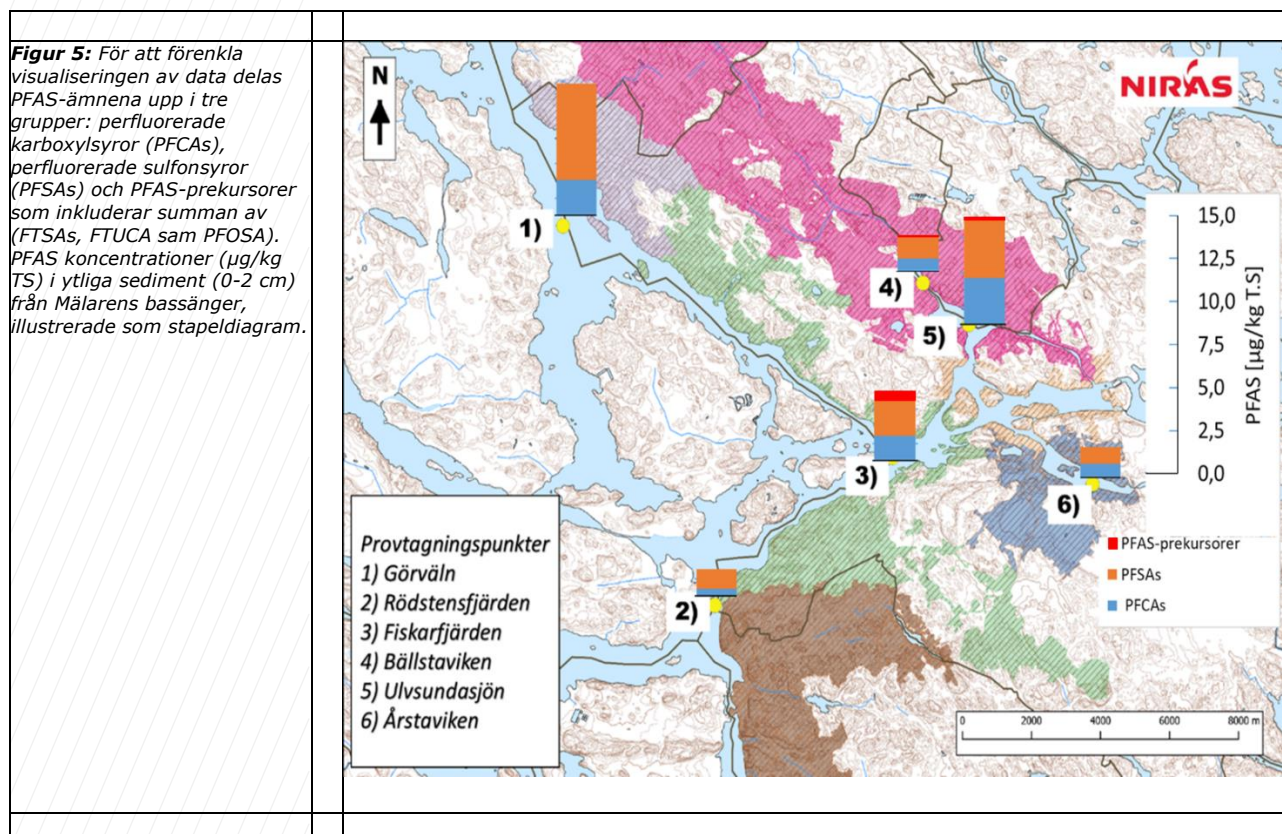 Figur 5: För att förenkla
visualiseringen av data delas
PFAS-ämnena upp i tre
grupper: perfluorerade
karboxylsyror (PFCAs),
perfluorerade sulfonsyror
(PFSAs) och PFAS-prekursorer
som inkluderar summan av
(FTSAs, FTUCA sam PFOSA).
PFAS koncentrationer (µg/kg
TS) i ytliga sediment (0-2 cm)
från Mälarens bassänger,
illustrerade som stapeldiagram.
N
NIRAS
1)
4)
5)
3)
6)
2)
15,0
12,5
10,0
7,5
5,0
2,5
0,0
PFAS [µg/kg T.S]
PFAS-prekursorer
PFSAs
PFCAs
Provtagningspunkter
1) Görväln
2) Rödstensfjärden
3) Fiskarfjärden
4) Bällstaviken
5) Ulvsundasjön
6) Årstaviken
0 2000 4000 6000 8000 m